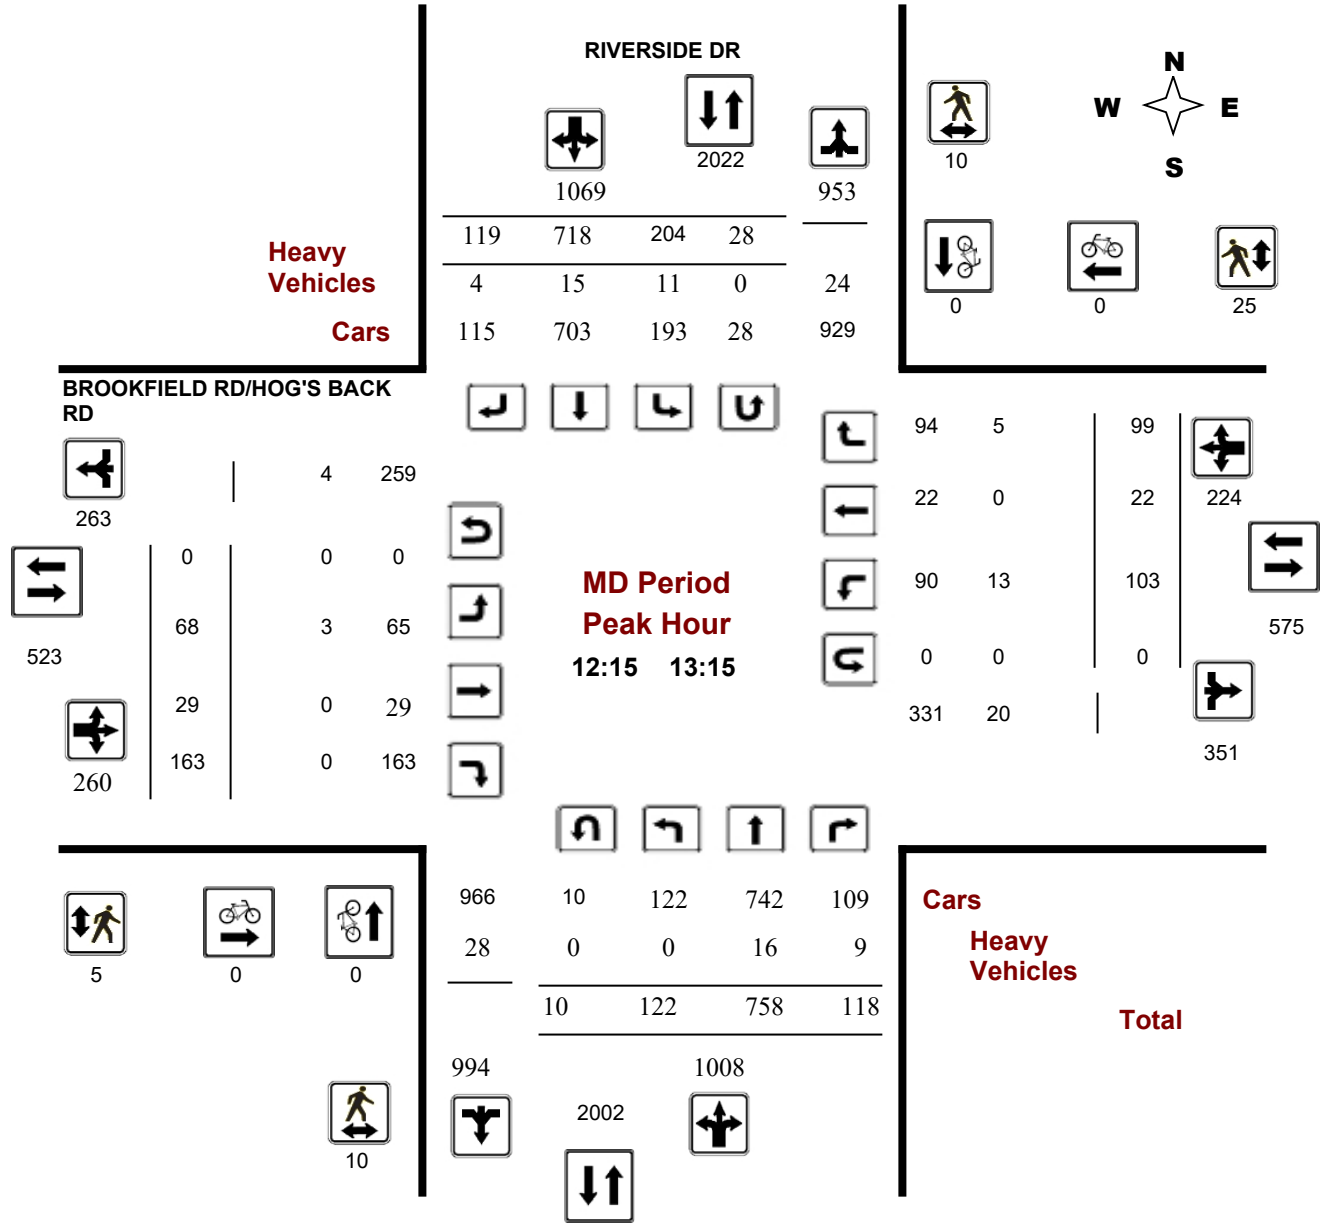 RIVERSIDE DR
N
W E
S
2022
10
1069
953
119 718 204 28
Heavy
Vehicles
4 15 11 0 24
0 0 25
Cars
115 703 193 28 929
BROOKFIELD RD/HOG'S BACK
RD
94 5 99
4 259
22 0 22 224
263
0 0 0
MD Period
90 13 103
Peak Hour
68 3 65
575
523
12:15 13:15
0 0 0
29 0 29
331 20
163 0 163
351
260
966 10 122 742 109
Cars
28 0 0 16 9
Heavy
Vehicles
5 0 0
10 122 758 118
Total
994 1008
2002
10